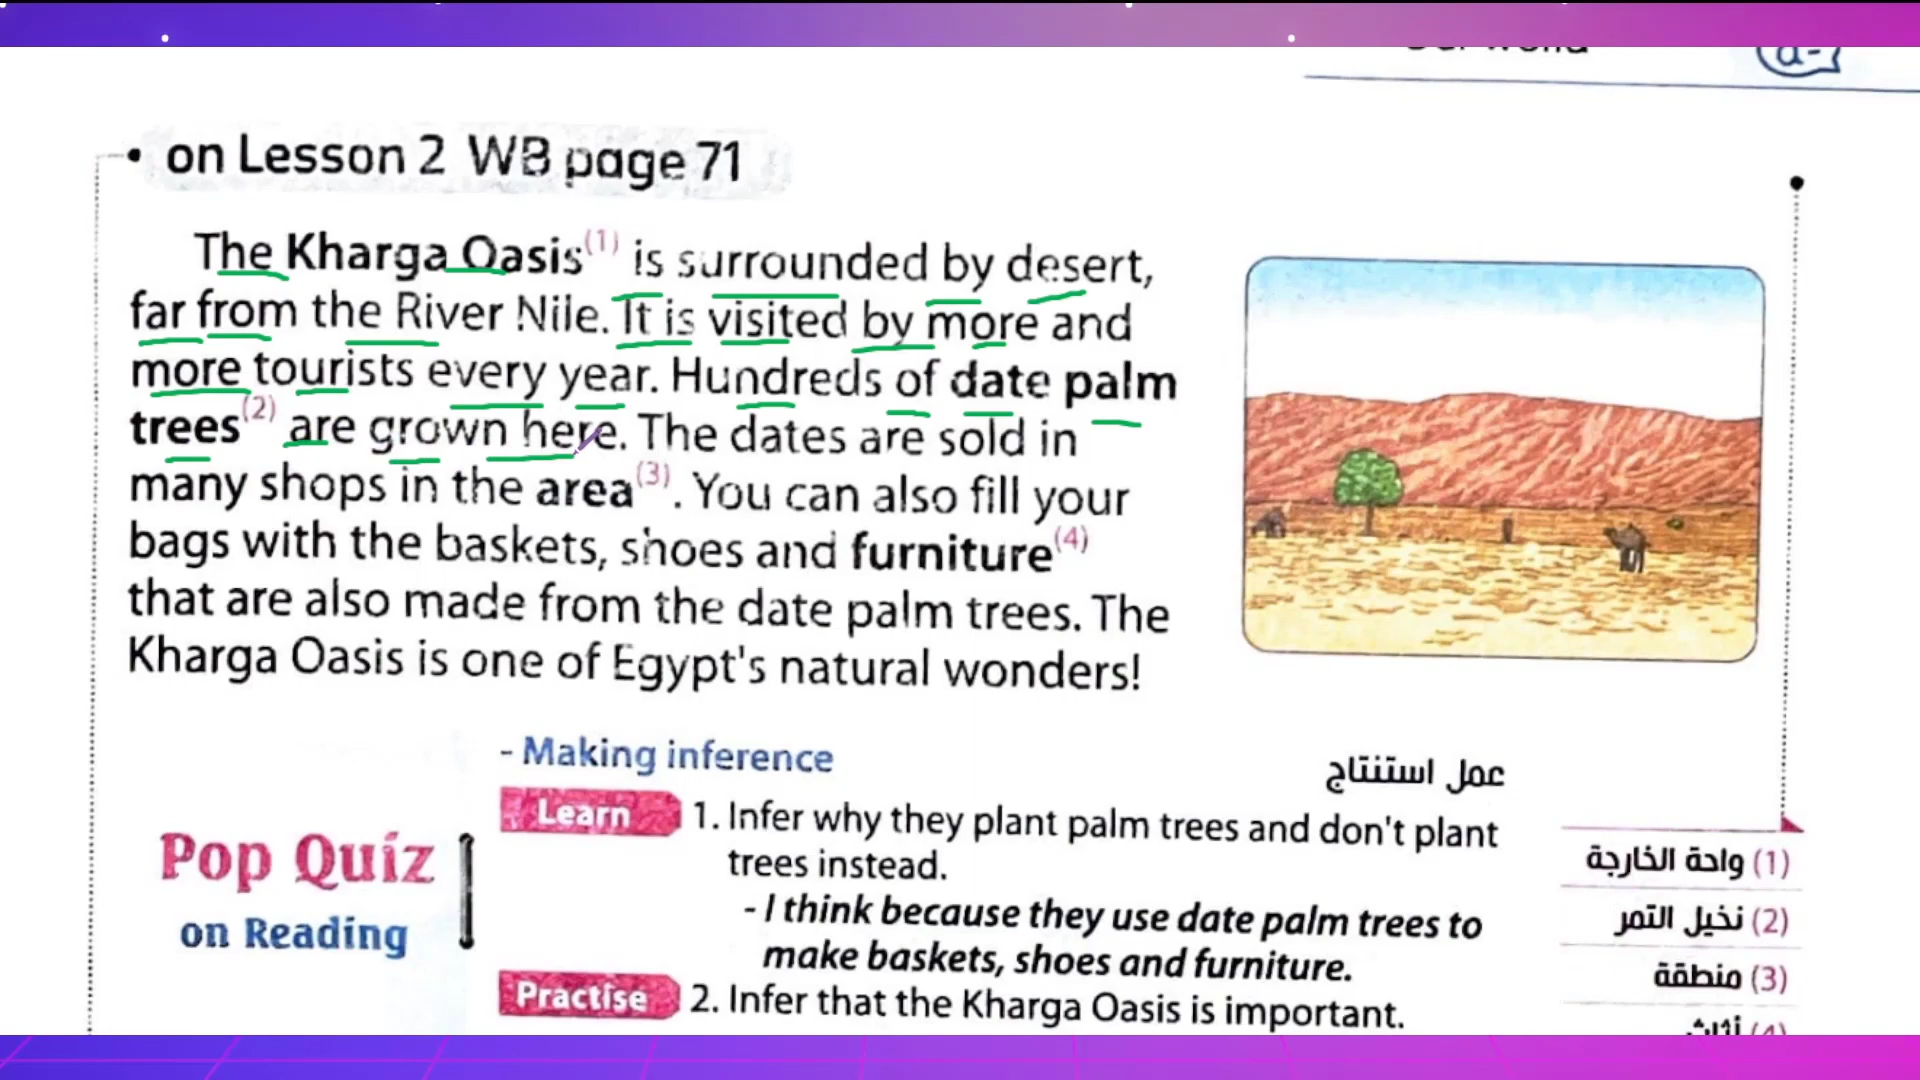 on Lesson 2 WB page 71
The Kharga Oasis(1) is surrounded by desert,
far from the River Nile. It is visited by more and
more tourists every year. Hundreds of date palm
trees(2) are grown here. The dates are sold in
many shops in the area(3). You can also fill your
bags with the baskets, shoes and furniture(4)
that are also made from the date palm trees. The
Kharga Oasis is one of Egypt's natural wonders!
- Making inference
عمل استنتاج
Pop Quiz
on Reading
Learn 1. Infer why they plant palm trees and don't plant
trees instead.
- I think because they use date palm trees to
make baskets, shoes and furniture.
Practise 2. Infer that the Kharga Oasis is important.
(1) واحة الخارجة
(2) نخيل التمر
(3) منطقة